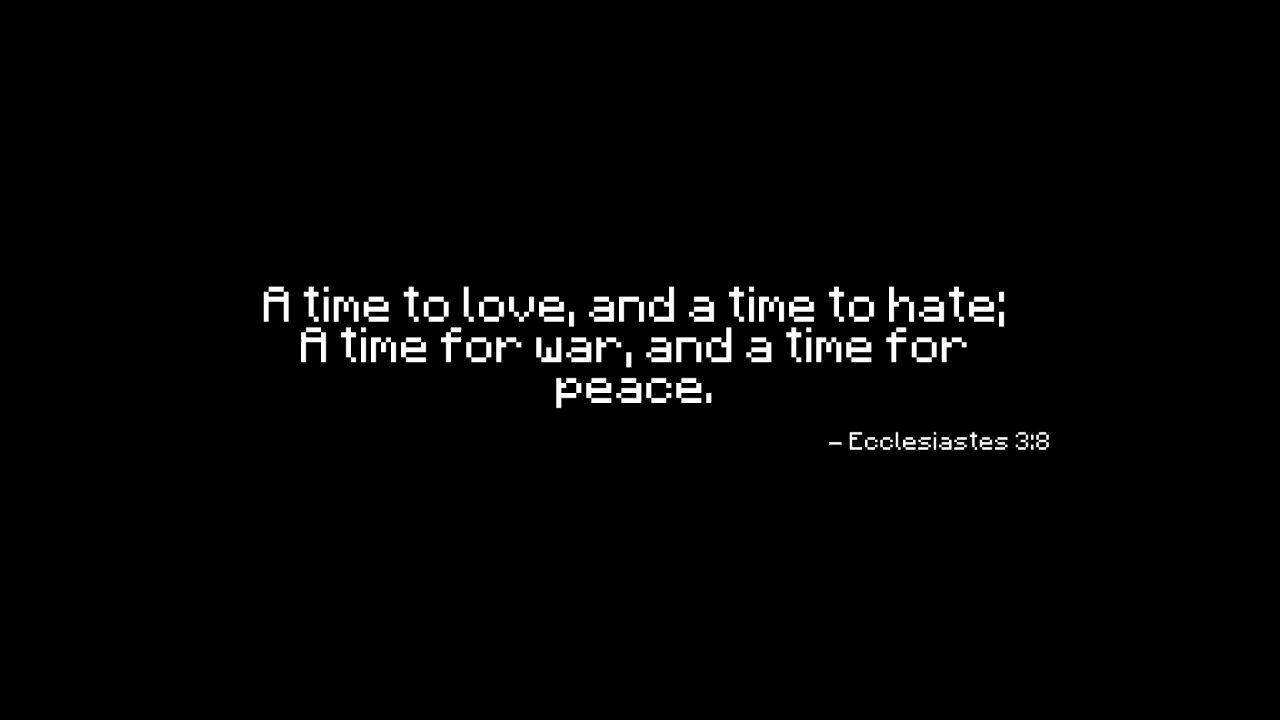 A time to love, and a time to hate;
A time for war, and a time for
peace.
– Ecclesiastes 3:8